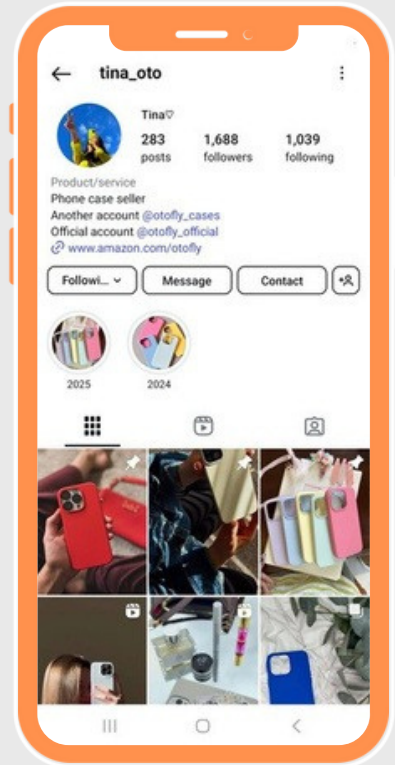 tina_oto
Tina♡
283 1,688 1,039
posts followers following
Product/service
Phone case seller
Another account @otofly_cases
Official account @otofly_official
www.amazon.com/otofly
Followi... Message Contact
2025 2024